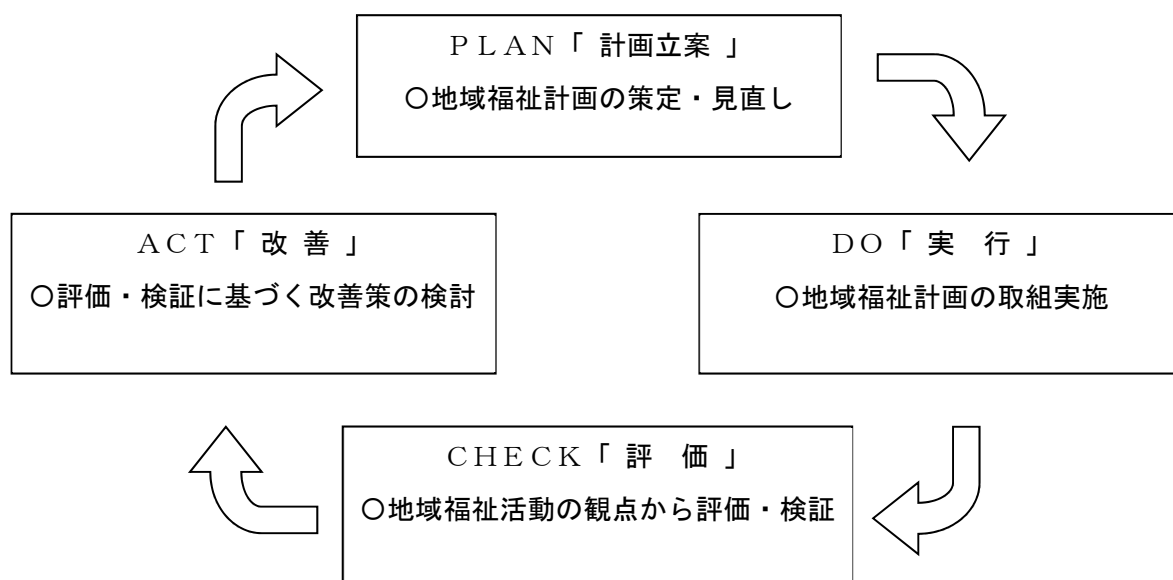 PLAN「 計画立案 」
○地域福祉計画の策定・見直し
ACT「 改 善 」
○評価・検証に基づく改善策の検討
DO「 実　行 」
○地域福祉計画の取組実施
CHECK「 評　価 」
○地域福祉活動の観点から評価・検証